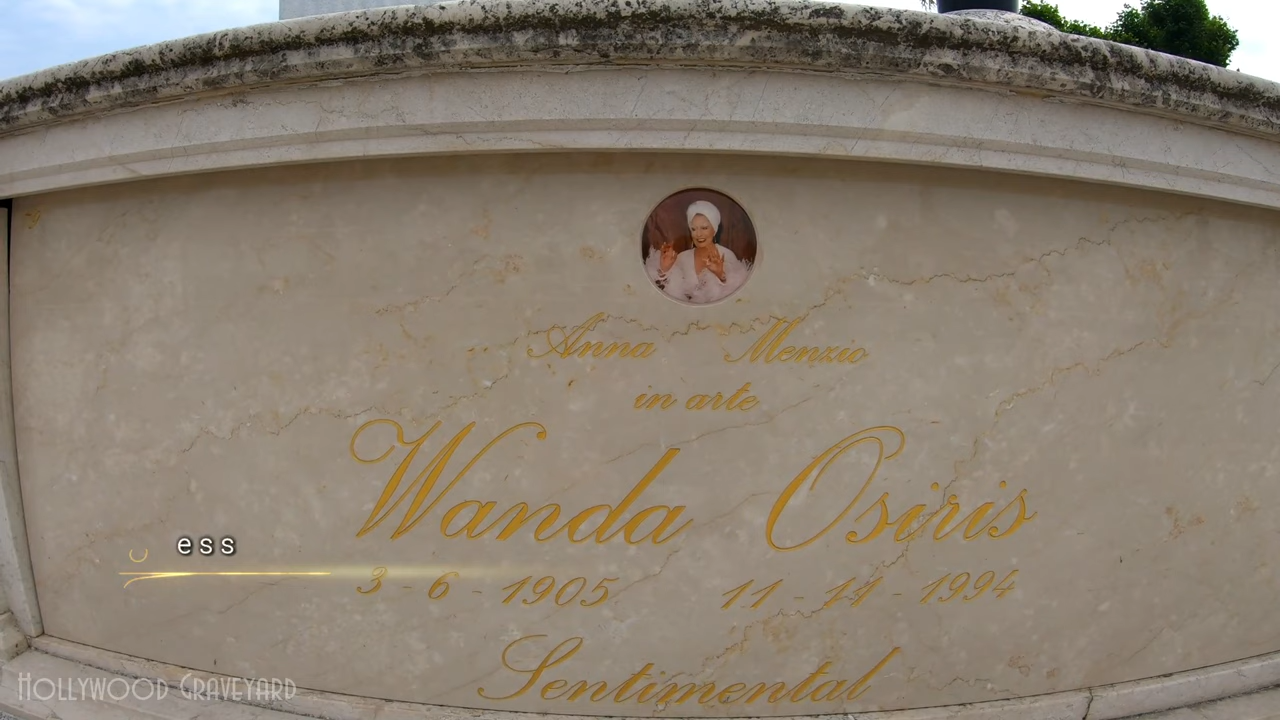 Anna Menzio
in arte
Wanda Osiris
ess
3 - 6 - 1905 11 - 11 - 1994
Sentimental
HOLLYWOOD GRAVEYARD